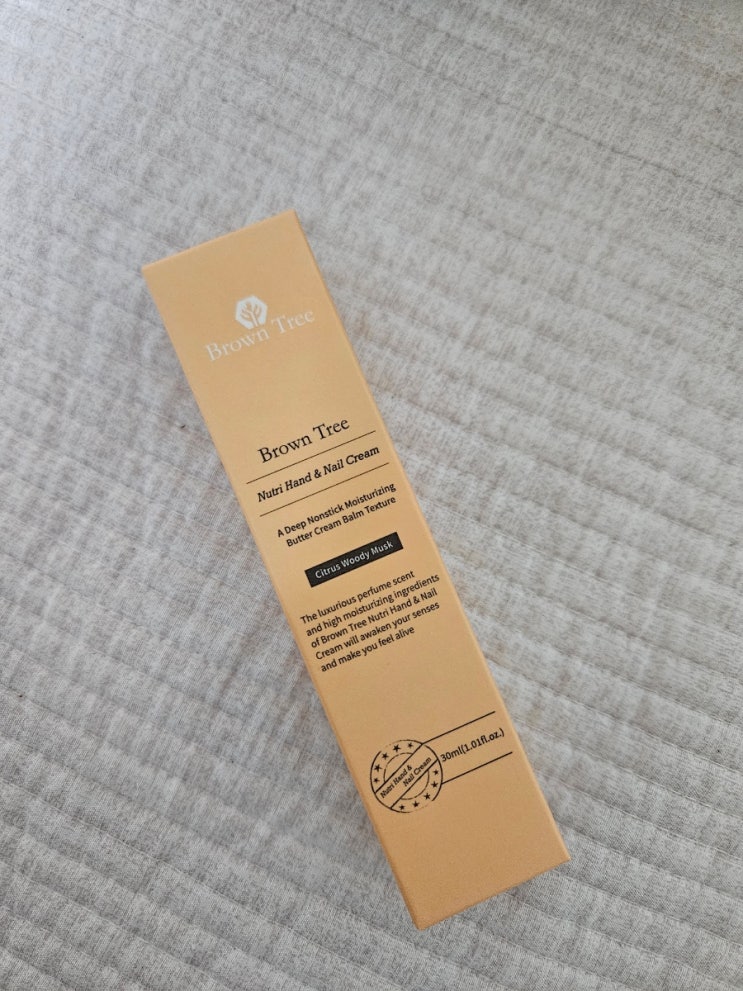 Brown Tree
Brown Tree
Nutri Hand & Nail Cream
A Deep Nonstick Moisturizing
Butter Cream Balm Texture
Citrus Woody Musk
The luxurious perfume scent
and high moisturizing ingredients
of Brown Tree Nutri Hand & Nail
Cream will awaken your senses
and make you feel alive
Nutri Hand &
Nail Cream
30ml(1.01fl.oz.)